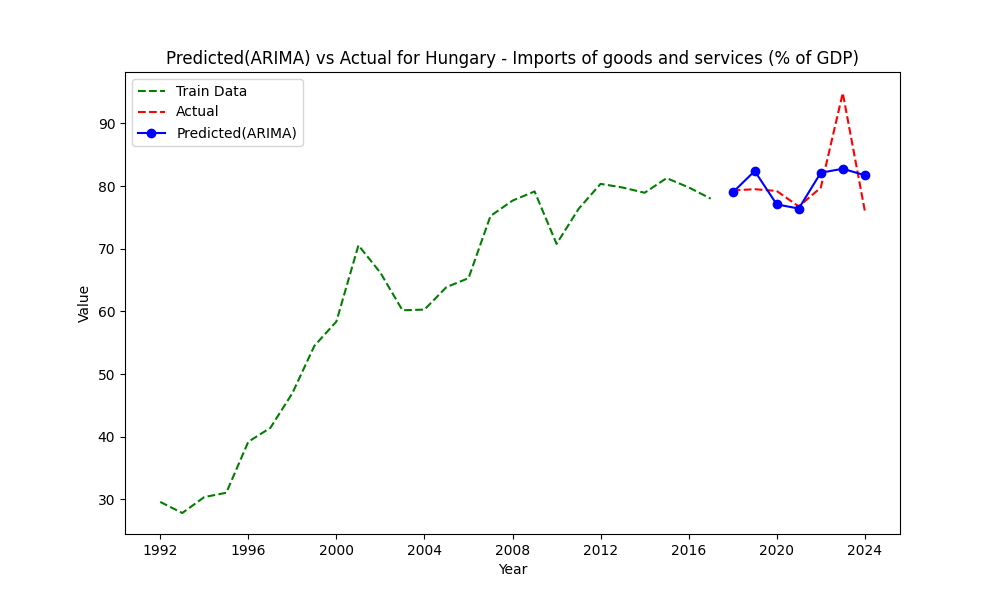 Predicted(ARIMA) vs Actual for Hungary - Imports of goods and services (% of GDP)
Train Data
Actual
Predicted(ARIMA)
90
80
70
60
50
40
30
Value
1992 1996 2000 2004 2008 2012 2016 2020 2024
Year